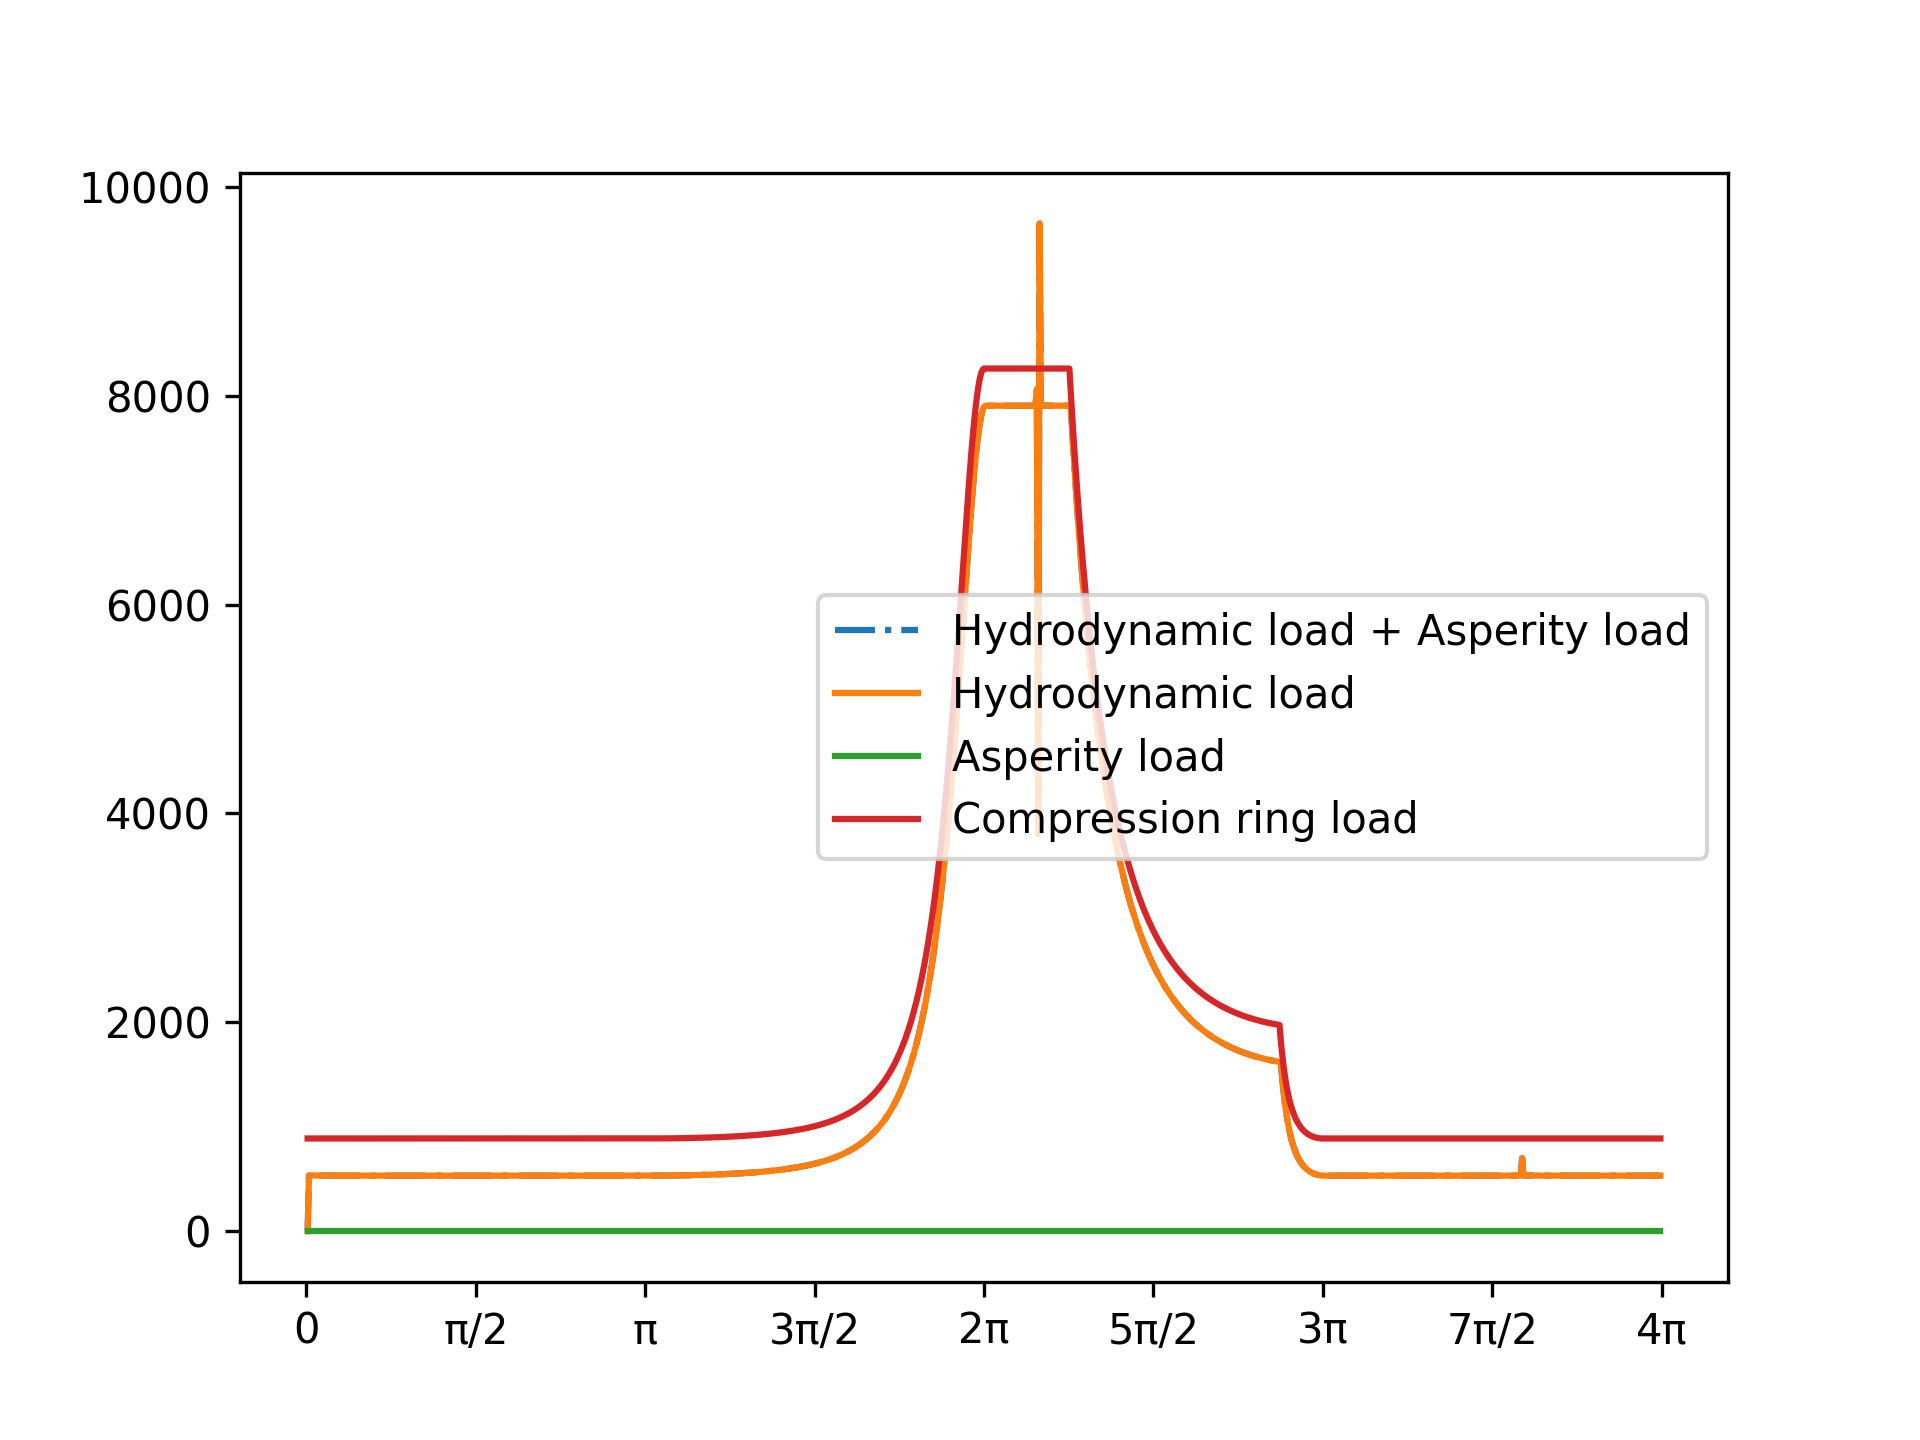 10000
8000
6000
4000
2000
0
Hydrodynamic load + Asperity load
Hydrodynamic load
Asperity load
Compression ring load
0 π/2 π 3π/2 2π 5π/2 3π 7π/2 4π